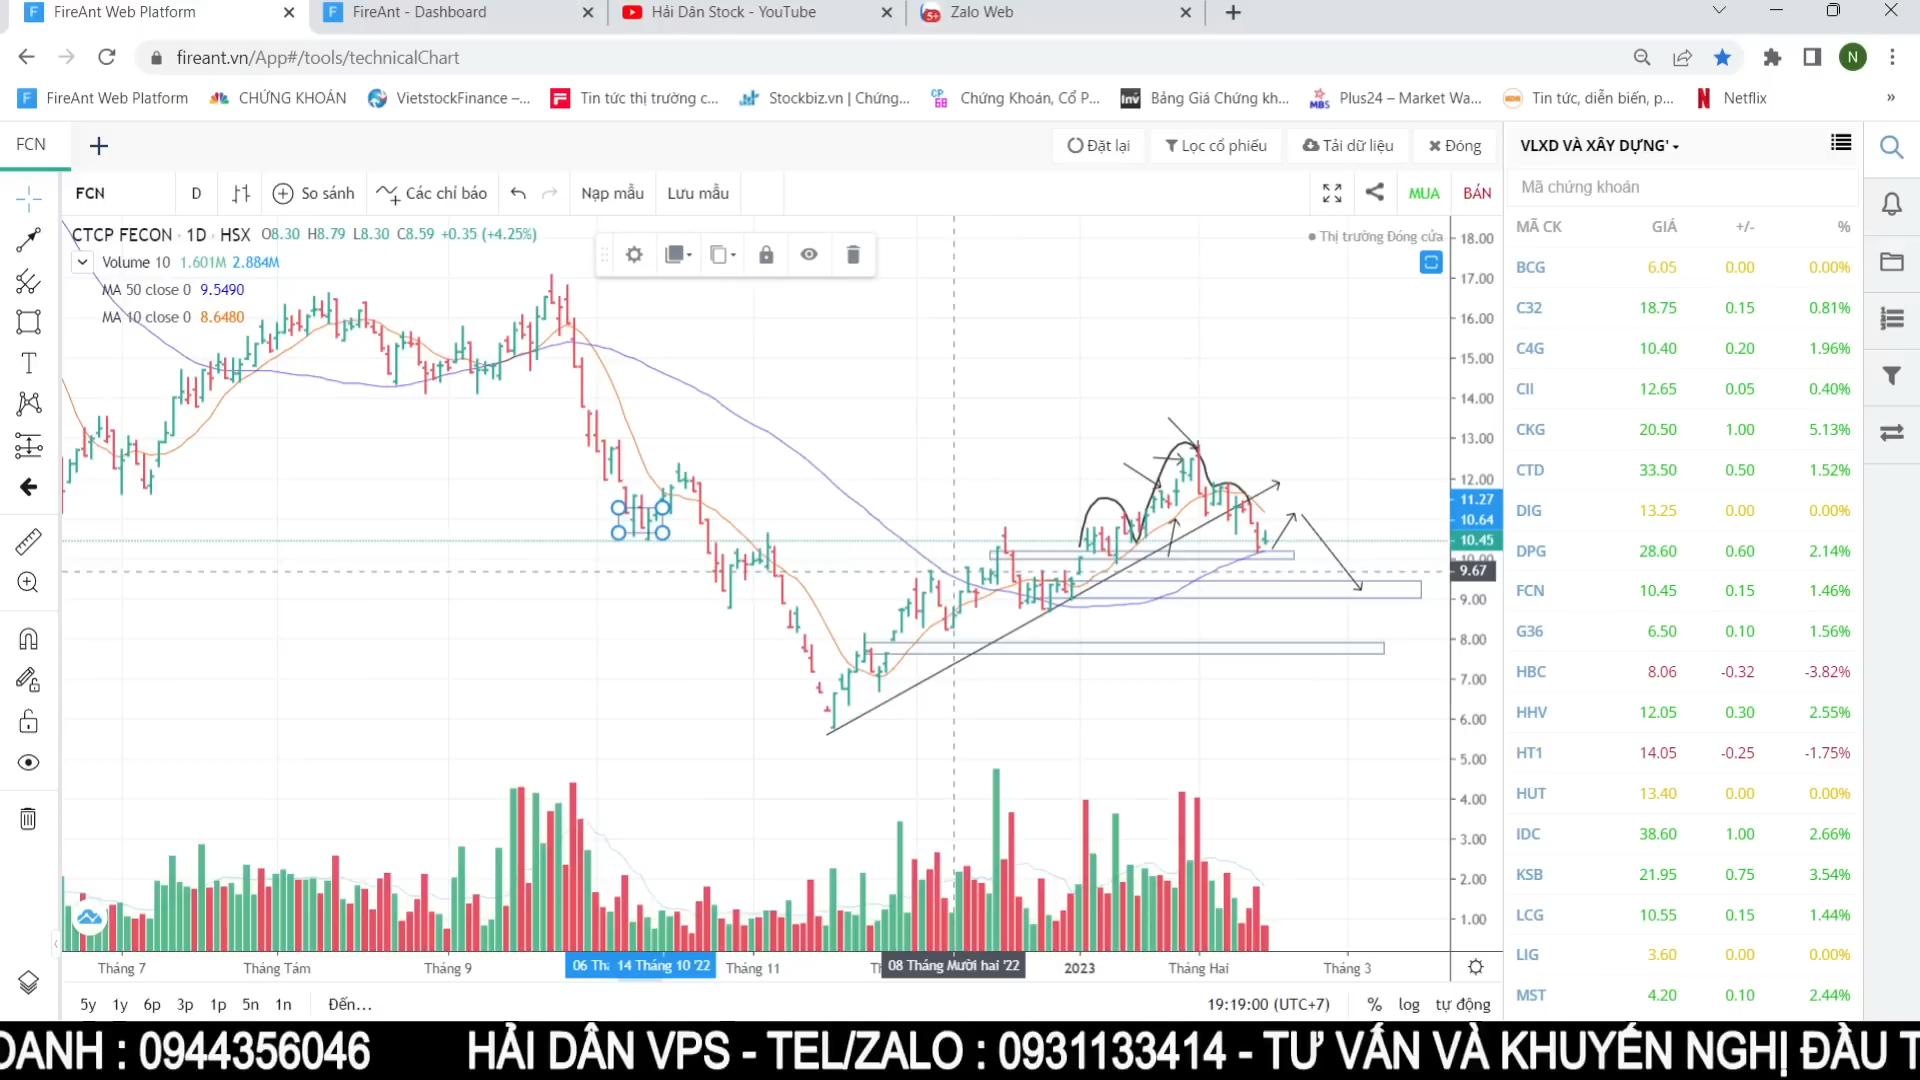 FireAnt Web Platform
FireAnt - Dashboard
Hải Dân Stock - YouTube
Zalo Web
fireant.vn/App#/tools/technicalChart
N
FireAnt Web Platform
CHỨNG KHOÁN
VietstockFinance –...
Tin tức thị trường c...
Stockbiz.vn | Chứng...
Chứng Khoán, Cổ P...
Bảng Giá Chứng kh...
Plus24 – Market Wa...
Tin tức, diễn biến, p...
Netflix
»
FCN
Đặt lại
Lọc cổ phiếu
Tải dữ liệu
Đóng
VLXD VÀ XÂY DỰNG'
FCN
D
So sánh
Các chỉ báo
Nạp mẫu
Lưu mẫu
MUA
BÁN
Mã chứng khoán
CTCP FECON · 1D · HSX O8.30 H8.79 L8.30 C8.59 +0.35 (+4.25%)
Volume 10 1.601M 2.884M
MA 50 close 0 9.5490
MA 10 close 0 8.6480
Thị trường Đóng cửa
18.00
17.00
16.00
15.00
14.00
13.00
12.00
11.27
10.64
10.45
10.00
9.67
9.00
8.00
7.00
6.00
5.00
4.00
3.00
2.00
1.00
MÃ CK GIÁ +/- %
BCG 6.05 0.00 0.00%
C32 18.75 0.15 0.81%
C4G 10.40 0.20 1.96%
CII 12.65 0.05 0.40%
CKG 20.50 1.00 5.13%
CTD 33.50 0.50 1.52%
DIG 13.25 0.00 0.00%
DPG 28.60 0.60 2.14%
FCN 10.45 0.15 1.46%
G36 6.50 0.10 1.56%
HBC 8.06 -0.32 -3.82%
HHV 12.05 0.30 2.55%
HT1 14.05 -0.25 -1.75%
HUT 13.40 0.00 0.00%
IDC 38.60 1.00 2.66%
KSB 21.95 0.75 3.54%
LCG 10.55 0.15 1.44%
LIG 3.60 0.00 0.00%
MST 4.20 0.10 2.44%
Tháng 7
Tháng Tám
Tháng 9
06 Thá
14 Tháng 10 '22
Tháng 11
08 Tháng Mười hai '22
2023
Tháng Hai
Tháng 3
5y 1y 6p 3p 1p 5n 1n Đến...
19:19:00 (UTC+7) % log tự động
OANH : 0944356046 HẢI DÂN VPS - TEL/ZALO : 0931133414 - TƯ VẤN VÀ KHUYẾN NGHỊ ĐẦU T